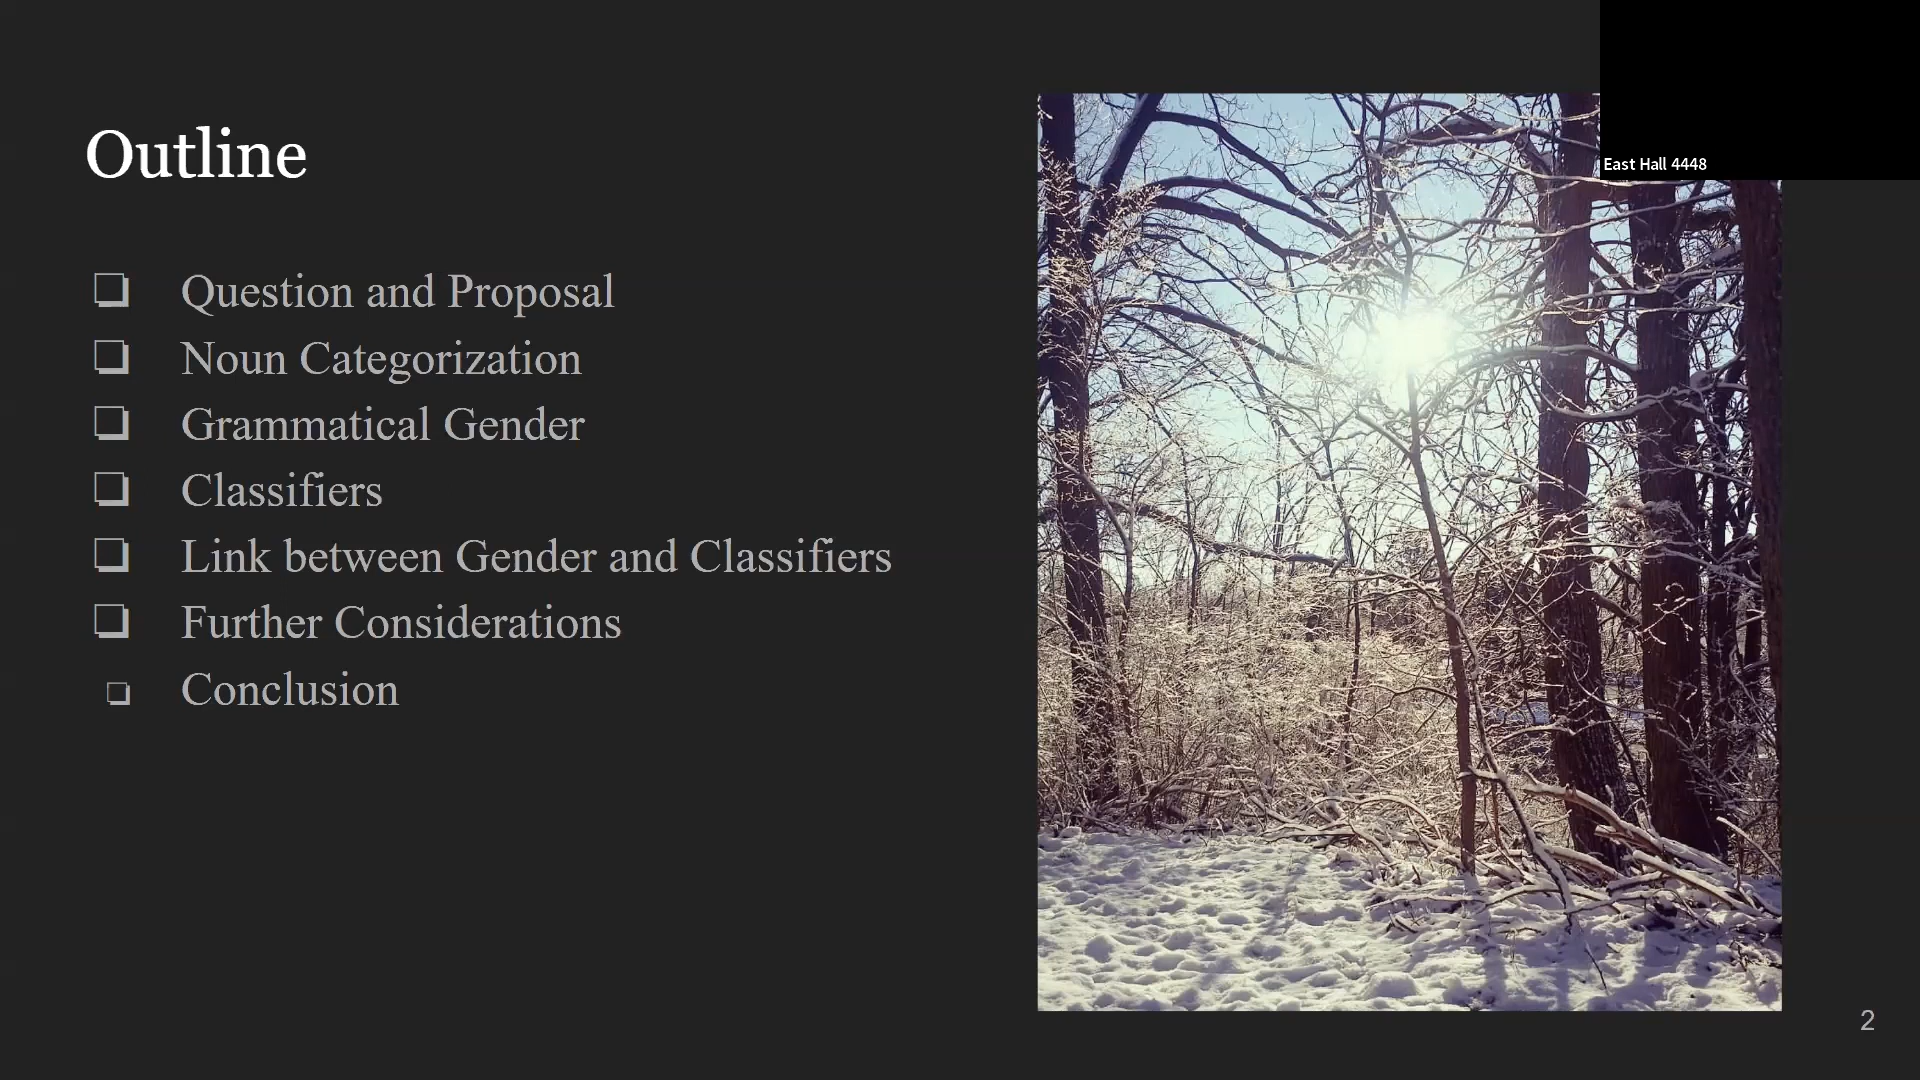 Outline
❏ Question and Proposal
❏ Noun Categorization
❏ Grammatical Gender
❏ Classifiers
❏ Link between Gender and Classifiers
❏ Further Considerations
❏ Conclusion
East Hall 4448
2